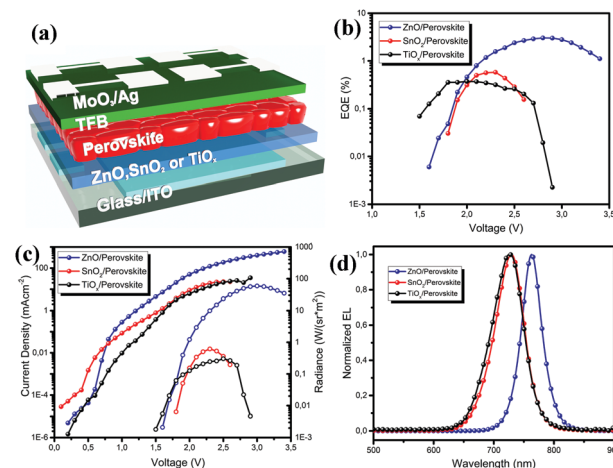 (a)
MoO₃/Ag
TFB
Perovskite
ZnO,SnO₂ or TiOₓ
Glass/ITO
(b)
ZnO/Perovskite
SnO₂/Perovskite
TiOₓ/Perovskite
EQE (%)
10
1
0,1
0,01
1E-3
1,0 1,5 2,0 2,5 3,0 3,5
Voltage (V)
(c)
ZnO/Perovskite
SnO₂/Perovskite
TiOₓ/Perovskite
Current Density (mAcm⁻²)
100
1
0,01
1E-4
1E-6
0,0 0,5 1,0 1,5 2,0 2,5 3,0 3,5
Voltage (V)
1000
100
10
1
0,1
0,01
1E-3
Radiance (W/(sr*m²)
(d)
ZnO/Perovskite
SnO₂/Perovskite
TiOₓ/Perovskite
Normalized EL
1,0
0,8
0,6
0,4
0,2
0,0
500 600 700 800 900
Wavelength (nm)